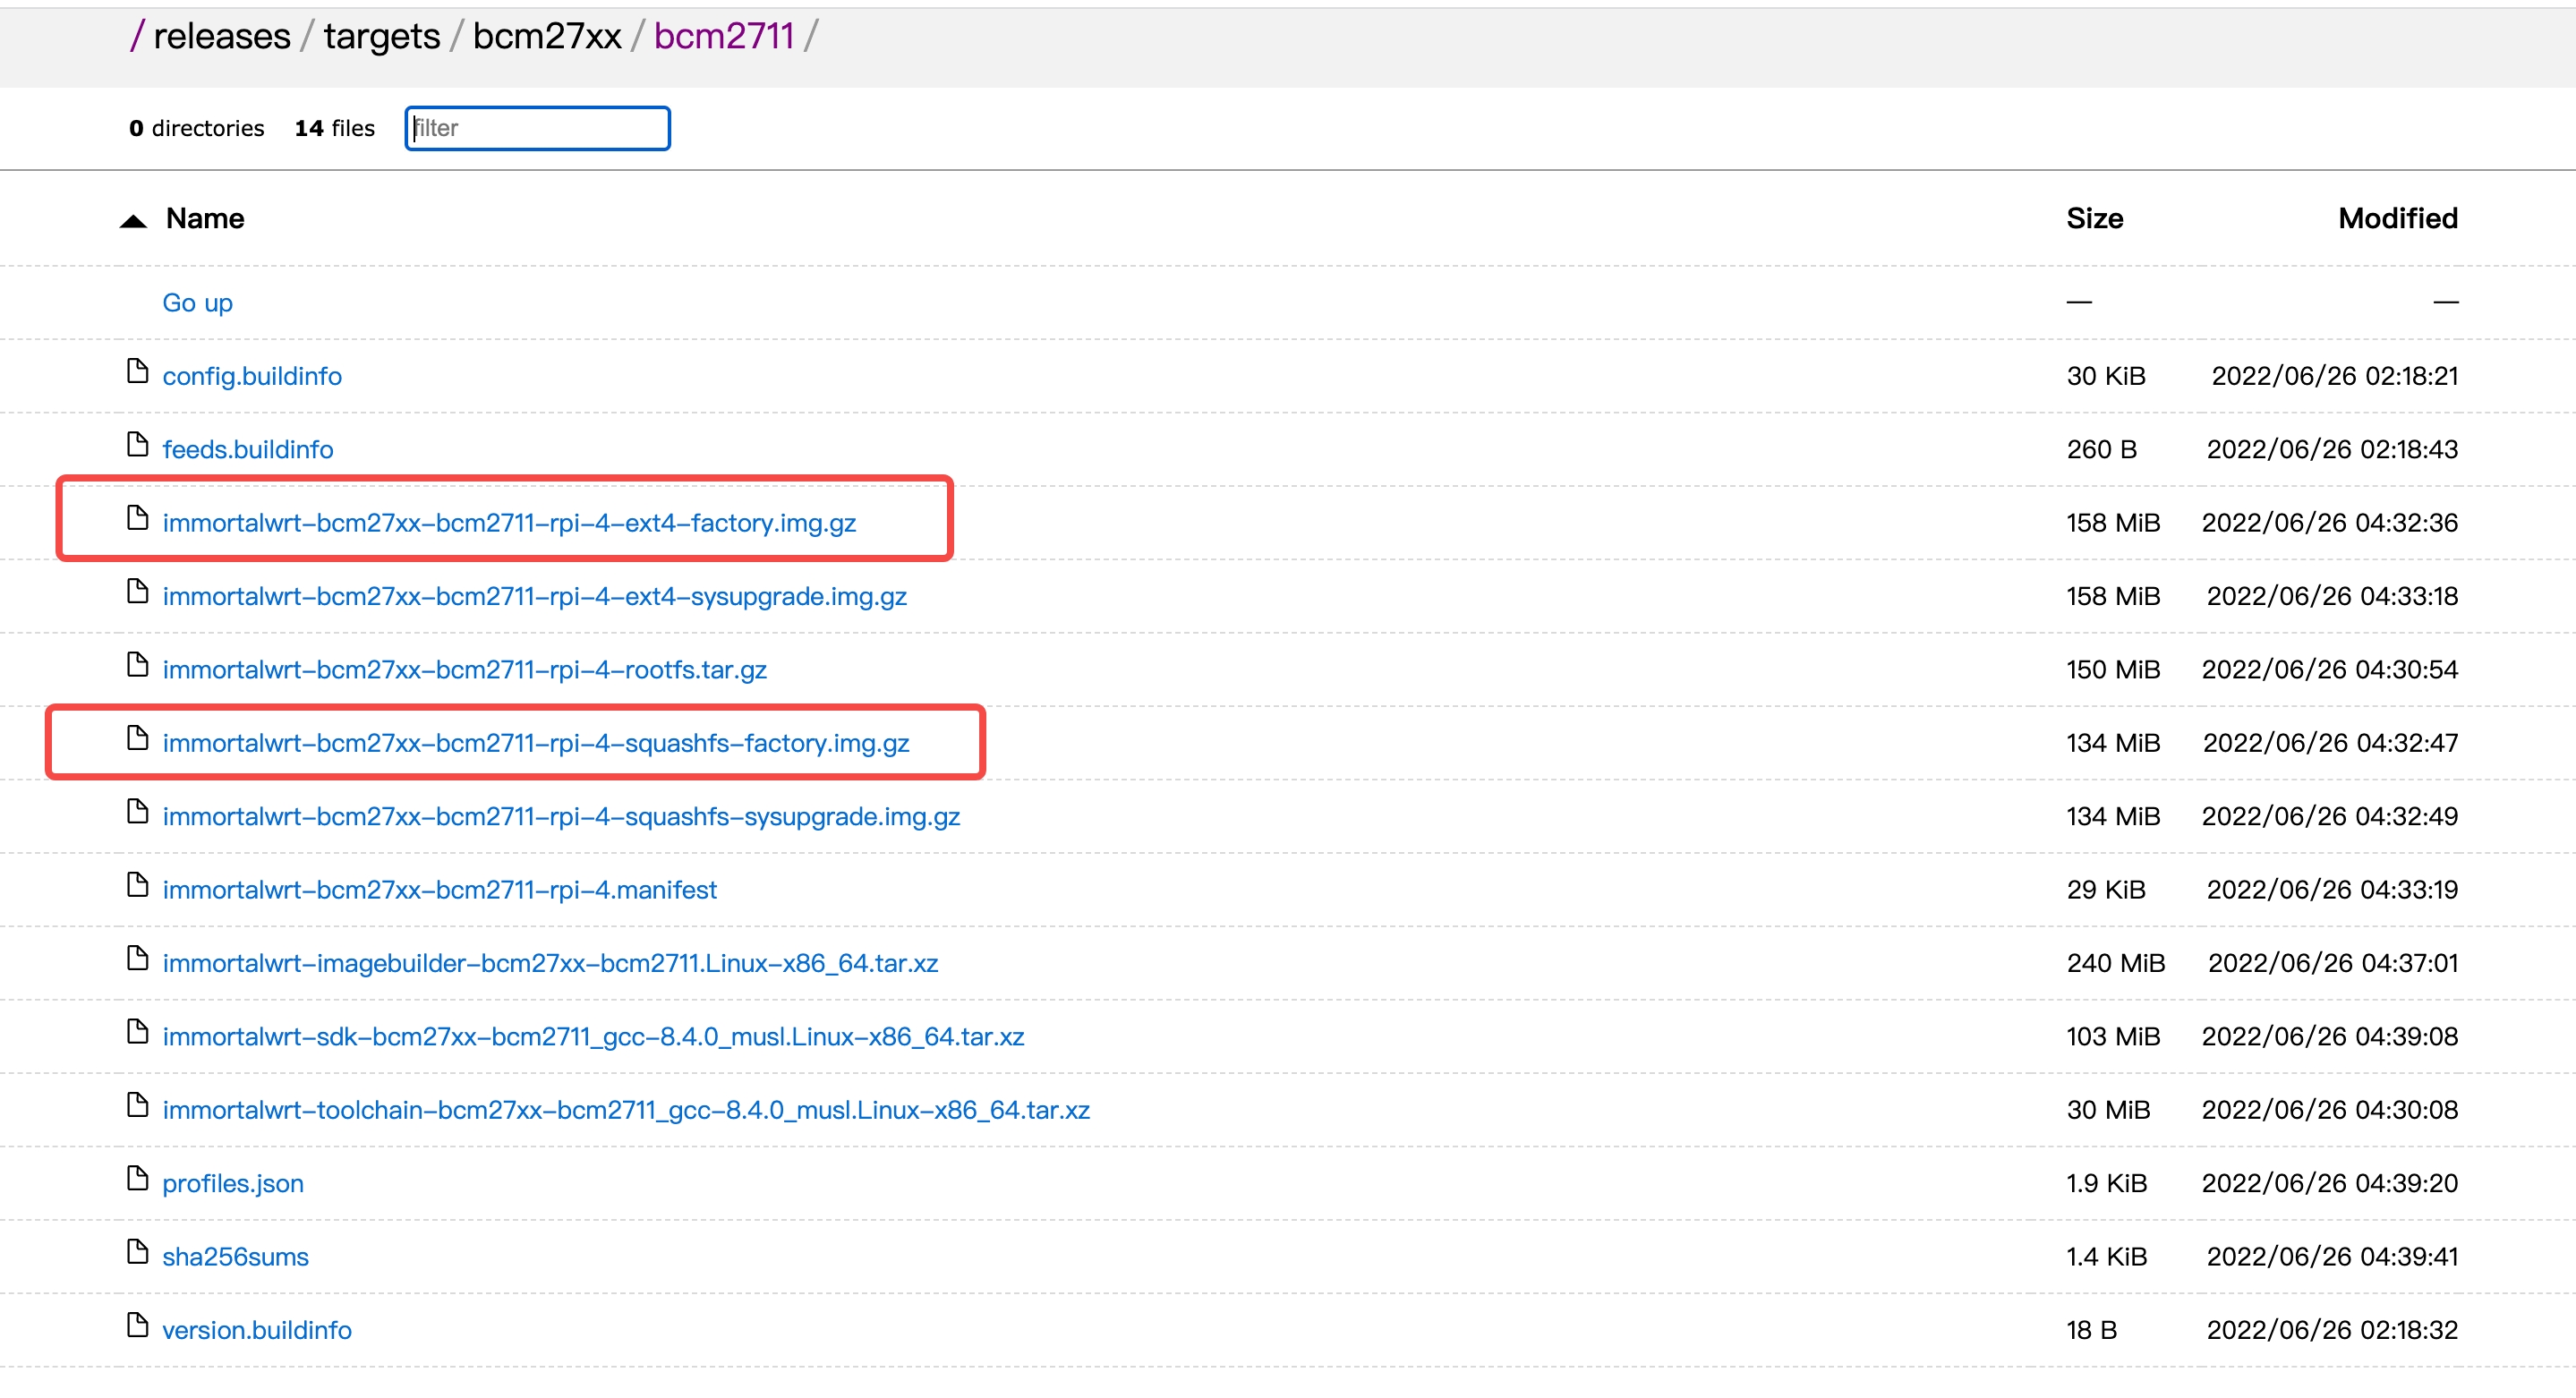 / releases / targets / bcm27xx / bcm2711 /
0 directories 14 files filter
Name Size Modified
Go up — —
config.buildinfo 30 KiB 2022/06/26 02:18:21
feeds.buildinfo 260 B 2022/06/26 02:18:43
immortalwrt-bcm27xx-bcm2711-rpi-4-ext4-factory.img.gz 158 MiB 2022/06/26 04:32:36
immortalwrt-bcm27xx-bcm2711-rpi-4-ext4-sysupgrade.img.gz 158 MiB 2022/06/26 04:33:18
immortalwrt-bcm27xx-bcm2711-rpi-4-rootfs.tar.gz 150 MiB 2022/06/26 04:30:54
immortalwrt-bcm27xx-bcm2711-rpi-4-squashfs-factory.img.gz 134 MiB 2022/06/26 04:32:47
immortalwrt-bcm27xx-bcm2711-rpi-4-squashfs-sysupgrade.img.gz 134 MiB 2022/06/26 04:32:49
immortalwrt-bcm27xx-bcm2711-rpi-4.manifest 29 KiB 2022/06/26 04:33:19
immortalwrt-imagebuilder-bcm27xx-bcm2711.Linux-x86_64.tar.xz 240 MiB 2022/06/26 04:37:01
immortalwrt-sdk-bcm27xx-bcm2711_gcc-8.4.0_musl.Linux-x86_64.tar.xz 103 MiB 2022/06/26 04:39:08
immortalwrt-toolchain-bcm27xx-bcm2711_gcc-8.4.0_musl.Linux-x86_64.tar.xz 30 MiB 2022/06/26 04:30:08
profiles.json 1.9 KiB 2022/06/26 04:39:20
sha256sums 1.4 KiB 2022/06/26 04:39:41
version.buildinfo 18 B 2022/06/26 02:18:32